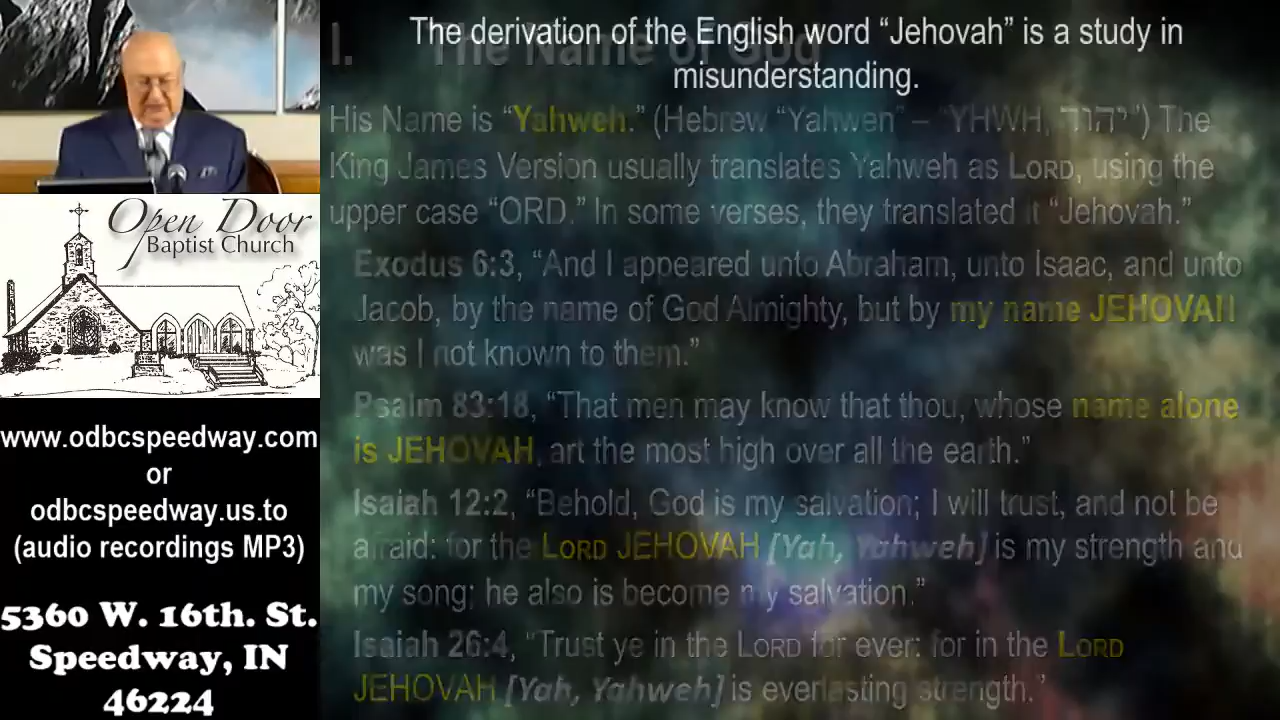 The derivation of the English word “Jehovah” is a study in
misunderstanding.
I. The Name of God
His Name is “Yahweh.” (Hebrew “Yahweh” – “YHWH, יהוה”) The
King James Version usually translates Yahweh as LORD, using the
upper case “ORD.” In some verses, they translated it “Jehovah.”
Exodus 6:3, “And I appeared unto Abraham, unto Isaac, and unto
Jacob, by the name of God Almighty, but by my name JEHOVAH
was I not known to them.”
Psalm 83:18, “That men may know that thou, whose name alone
is JEHOVAH, art the most high over all the earth.”
Isaiah 12:2, “Behold, God is my salvation; I will trust, and not be
afraid: for the LORD JEHOVAH [Yah, Yahweh] is my strength and
my song; he also is become my salvation.”
Isaiah 26:4, “Trust ye in the LORD for ever: for in the LORD
JEHOVAH [Yah, Yahweh] is everlasting strength.”
Open Door
Baptist Church
www.odbcspeedway.com
or
odbcspeedway.us.to
(audio recordings MP3)
5360 W. 16th. St.
Speedway, IN
46224